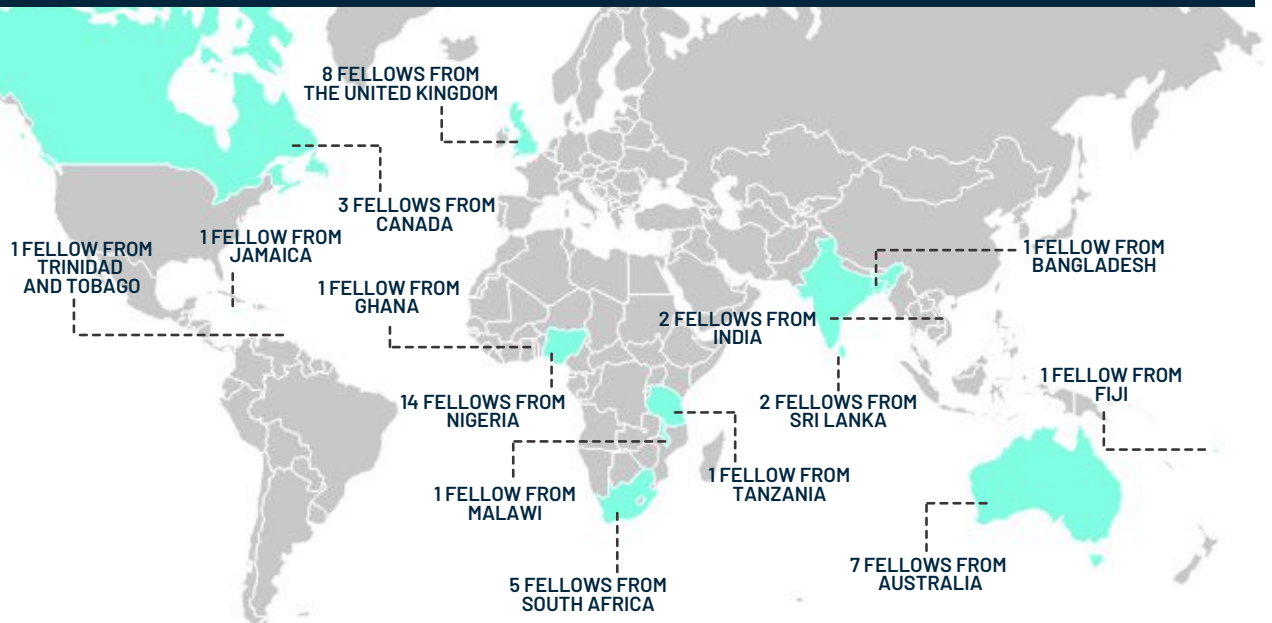 8 FELLOWS FROM
THE UNITED KINGDOM
3 FELLOWS FROM
CANADA
1 FELLOW FROM
TRINIDAD
AND TOBAGO
1 FELLOW FROM
JAMAICA
1 FELLOW FROM
GHANA
1 FELLOW FROM
BANGLADESH
2 FELLOWS FROM
INDIA
14 FELLOWS FROM
NIGERIA
2 FELLOWS FROM
SRI LANKA
1 FELLOW FROM
FIJI
1 FELLOW FROM
MALAWI
1 FELLOW FROM
TANZANIA
5 FELLOWS FROM
SOUTH AFRICA
7 FELLOWS FROM
AUSTRALIA